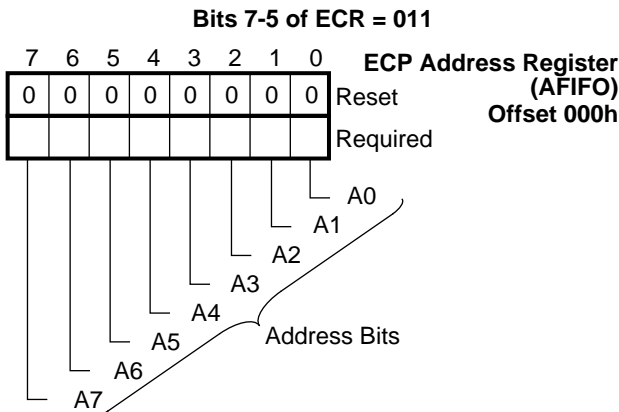 Bits 7-5 of ECR = 011
7 6 5 4 3 2 1 0
ECP Address Register
(AFIFO)
Offset 000h
0 0 0 0 0 0 0 0 Reset
Required
A0
A1
A2
A3
A4
A5
A6
A7
Address Bits